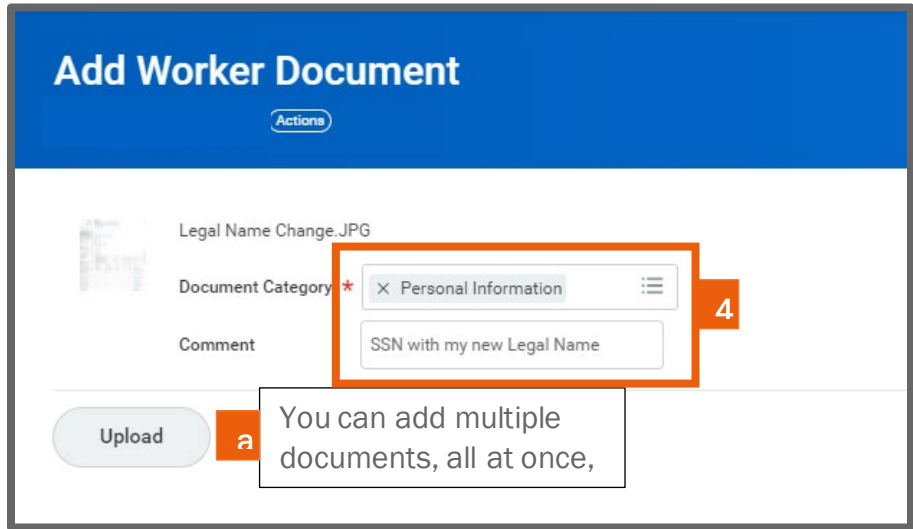 Add Worker Document
Actions
Legal Name Change.JPG
Document Category * × Personal Information
4
Comment SSN with my new Legal Name
Upload
a
You can add multiple
documents, all at once,